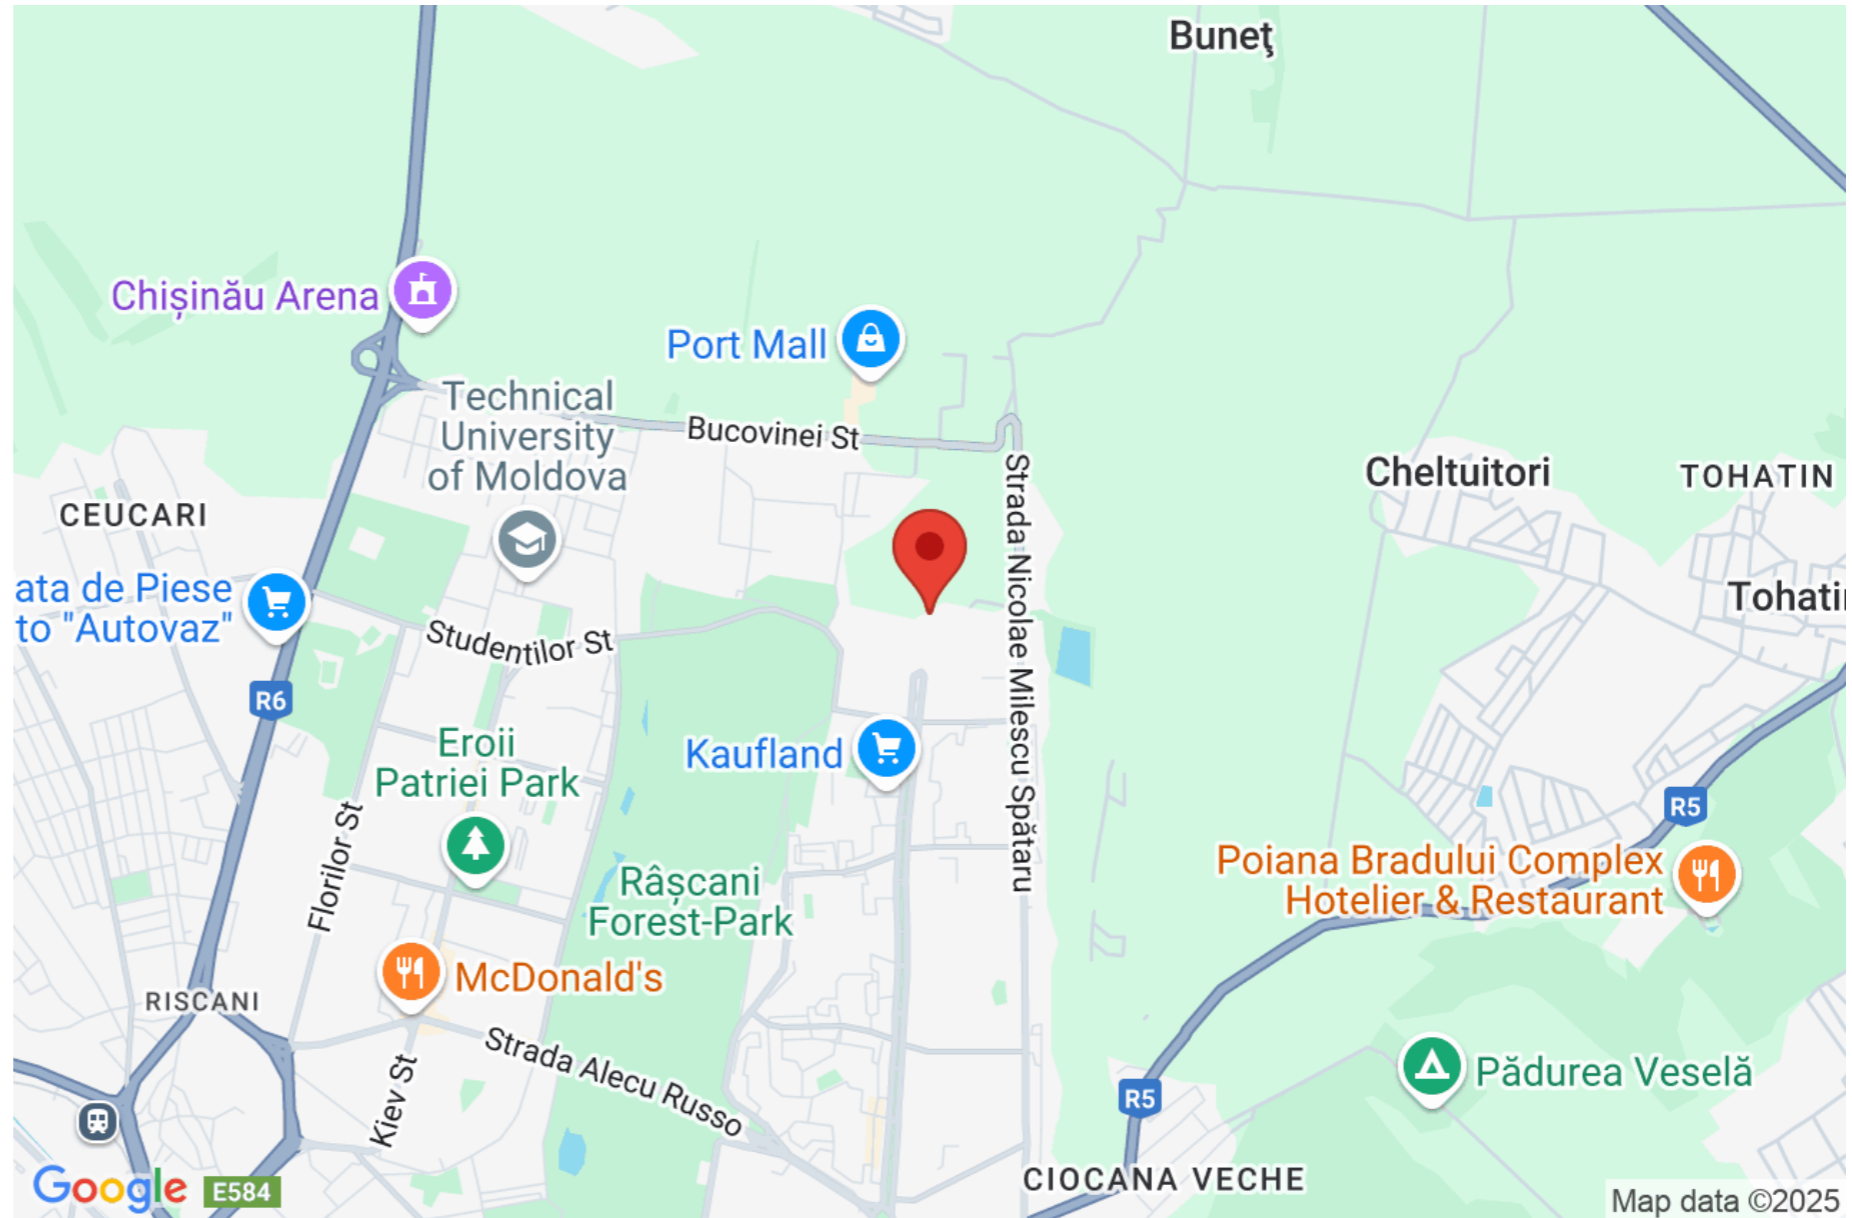 Buneț
Chișinău Arena
Port Mall
Technical
University
of Moldova
Bucovinei St
Strada Nicolae Milescu Spătaru
Cheltuitori
TOHATIN
CEUCARI
ata de Piese
to "Autovaz"
Tohati
Studentilor St
R6
Eroii
Patriei Park
Kaufland
R5
Florilor St
Râșcani
Forest-Park
Poiana Bradului Complex
Hotelier & Restaurant
McDonald's
RISCANI
Strada Alecu Russo
Kiev St
Pădurea Veselă
R5
CIOCANA VECHE
Google
E584
Map data ©2025